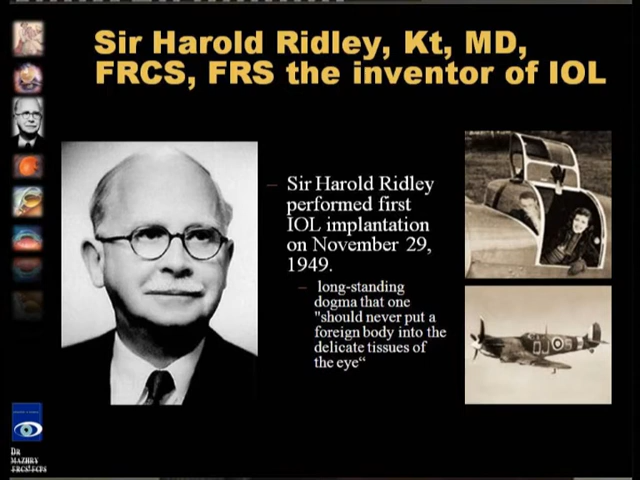 Sir Harold Ridley, Kt, MD,
FRCS, FRS the inventor of IOL
– Sir Harold Ridley
performed first
IOL implantation
on November 29,
1949.
– long-standing
dogma that one
"should never put a
foreign body into the
delicate tissues of
the eye“
DR
MAZHRY
FRCS FCPS